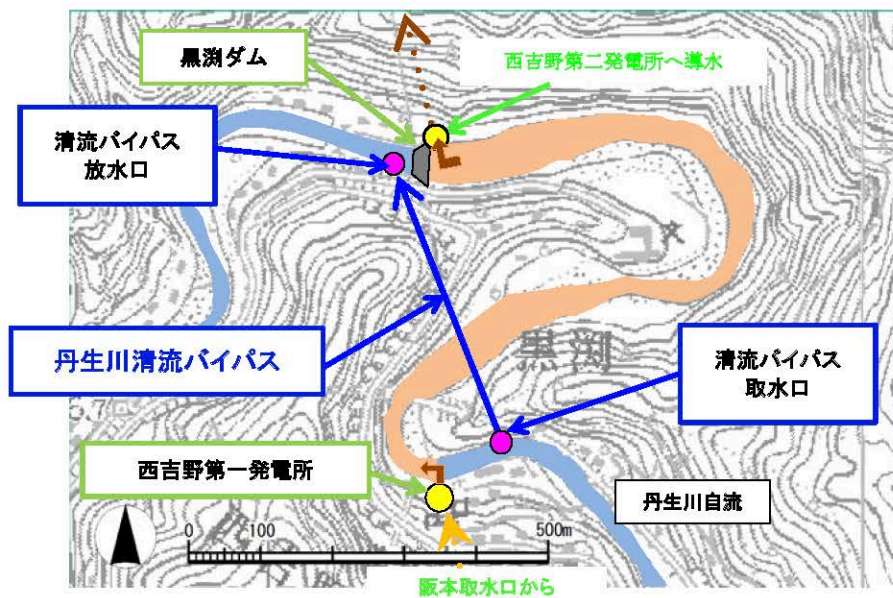 黒渕ダム
西吉野第二発電所へ導水
清流バイパス
放水口
丹生川清流バイパス
黒渕
清流バイパス
取水口
西吉野第一発電所
丹生川自流
0
100
500m
阪本取水口から